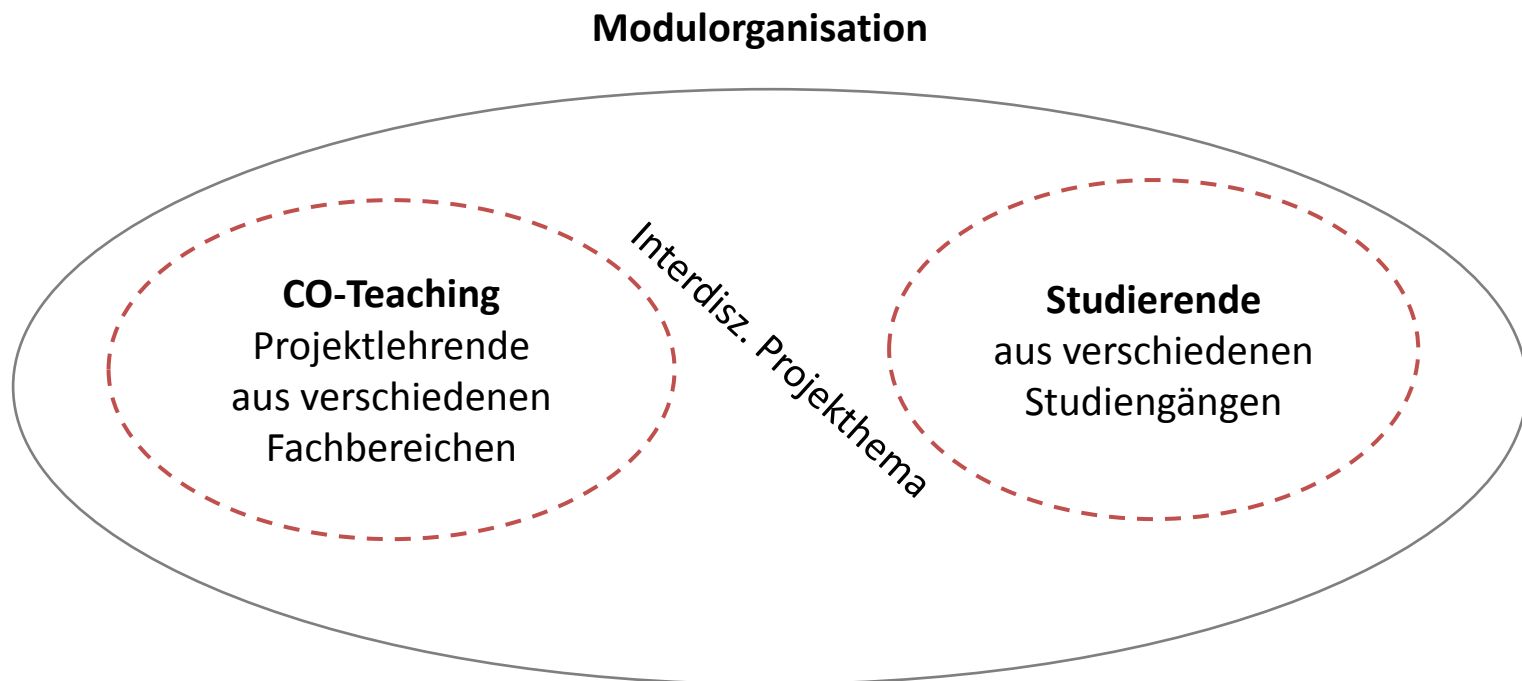 Modulorganisation
CO-Teaching
Projektlehrende
aus verschiedenen
Fachbereichen
Interdisz. Projekthema
Studierende
aus verschiedenen
Studiengängen